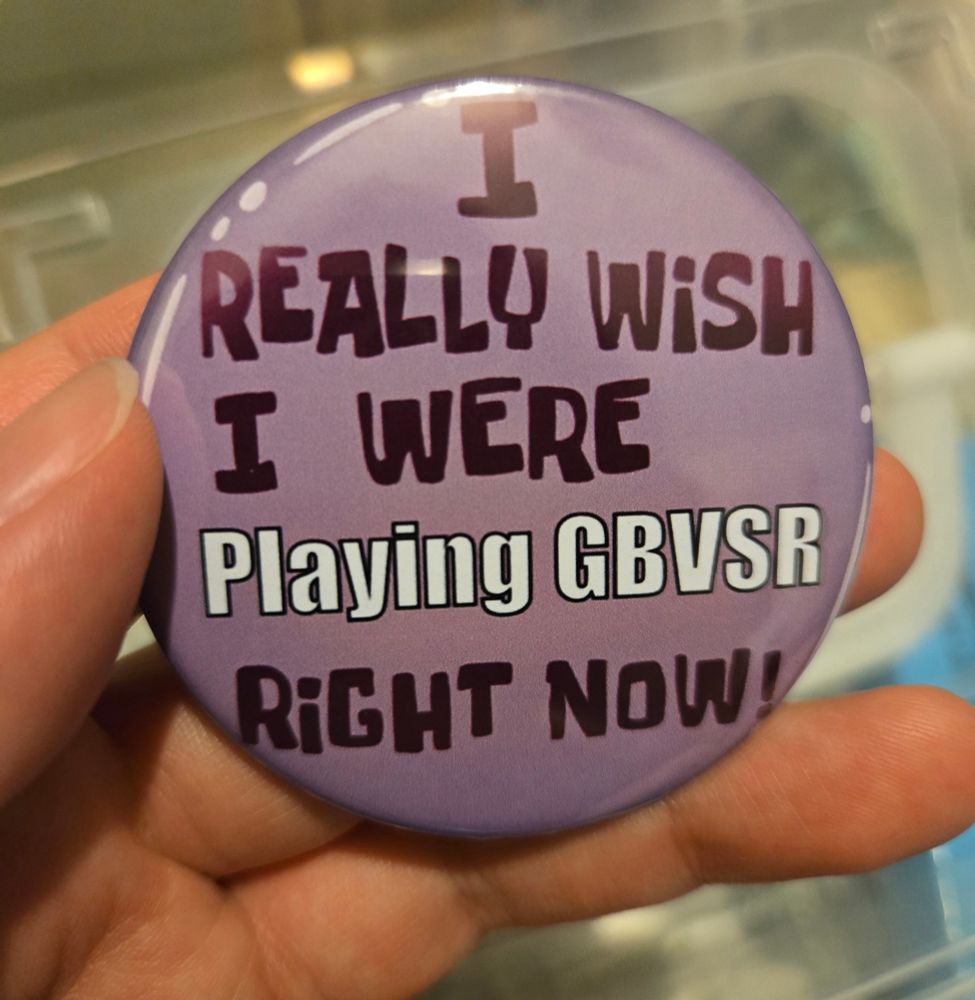 I
REALLY WiSH
I WERE
Playing GBVSR
RiGHT NOW!